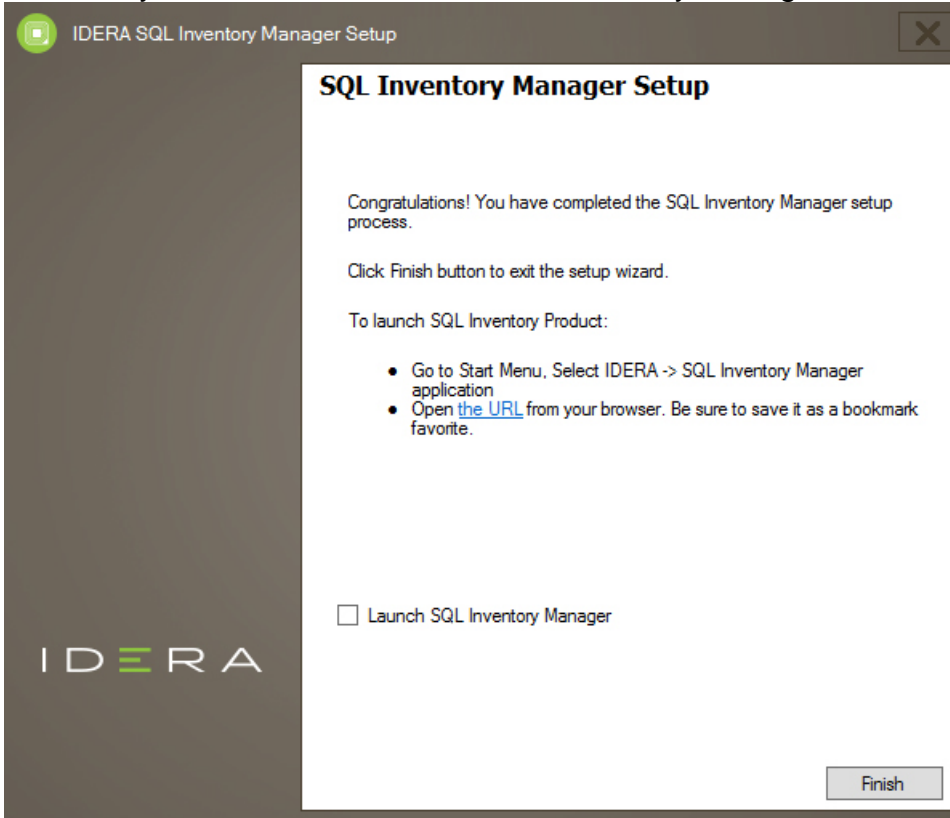 IDERA SQL Inventory Manager Setup
SQL Inventory Manager Setup
Congratulations! You have completed the SQL Inventory Manager setup
process.
Click Finish button to exit the setup wizard.
To launch SQL Inventory Product:
● Go to Start Menu, Select IDERA -> SQL Inventory Manager
application
● Open the URL from your browser. Be sure to save it as a bookmark
favorite.
Launch SQL Inventory Manager
IDERA
Finish